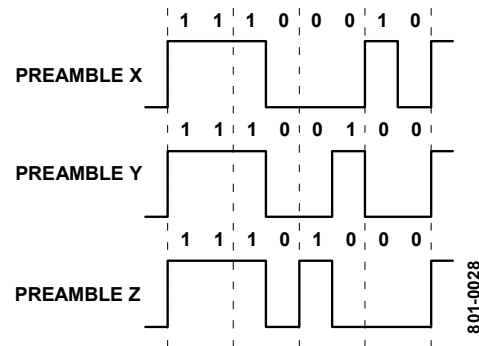 1 1 1 0 0 0 1 0
PREAMBLE X
1 1 1 0 0 1 0 0
PREAMBLE Y
1 1 1 0 1 0 0 0
PREAMBLE Z
801-0028